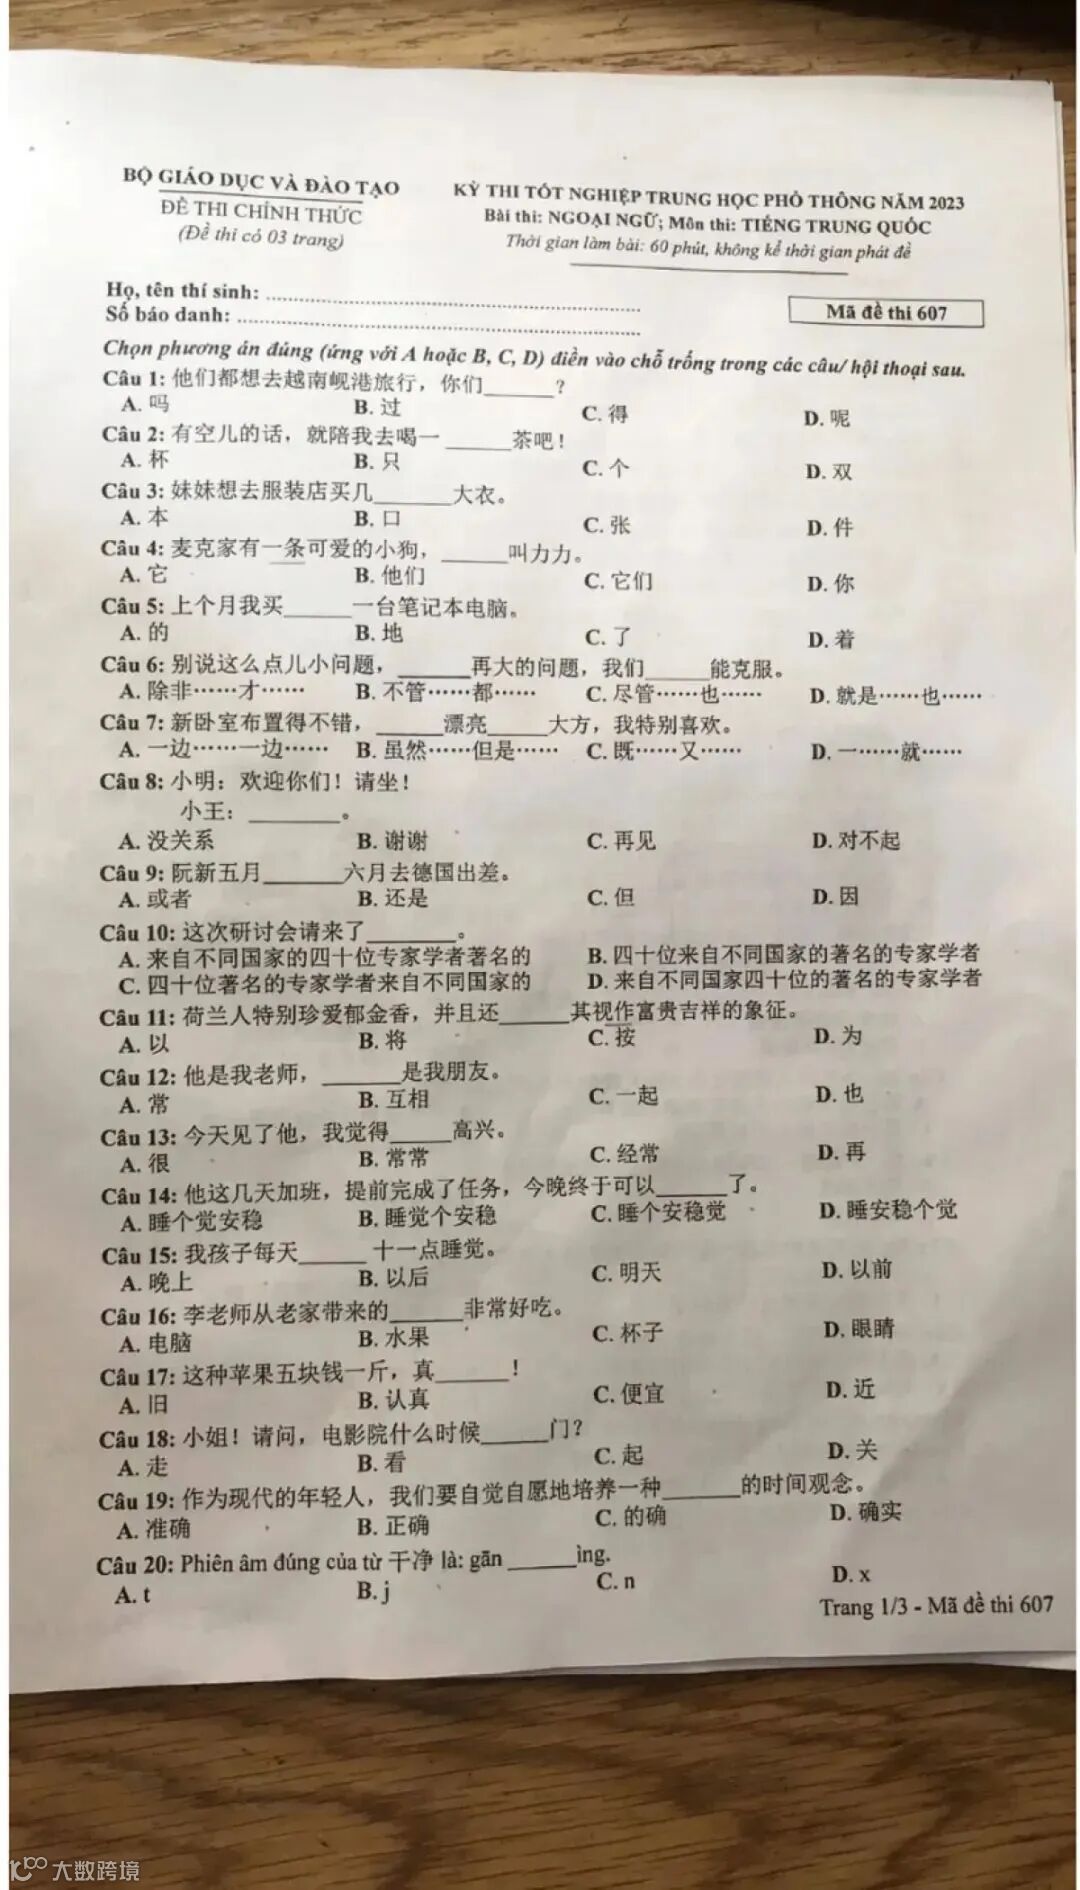 BỘ GIÁO DỤC VÀ ĐÀO TẠO
ĐỀ THI CHÍNH THỨC
(Đề thi có 03 trang)
KỲ THI TỐT NGHIỆP TRUNG HỌC PHỔ THÔNG NĂM 2023
Bài thi: NGOẠI NGỮ; Môn thi: TIẾNG TRUNG QUỐC
Thời gian làm bài: 60 phút, không kể thời gian phát đề
Họ, tên thí sinh: ..........
Số báo danh: ..........
Mã đề thi 607
Chọn phương án đúng (ứng với A hoặc B, C, D) điền vào chỗ trống trong các câu/ hội thoại sau.
Câu 1: 他们都想去越南岘港旅行，你们______？
A. 吗 B. 过 C. 得 D. 呢
Câu 2: 有空儿的话，就陪我去喝一 ______茶吧！
A. 杯 B. 只 C. 个 D. 双
Câu 3: 妹妹想去服装店买几_______大衣。
A. 本 B. 口 C. 张 D. 件
Câu 4: 麦克家有一条可爱的小狗，______叫力力。
A. 它 B. 他们 C. 它们 D. 你
Câu 5: 上个月我买______一台笔记本电脑。
A. 的 B. 地 C. 了 D. 着
Câu 6: 别说这么点儿小问题，______再大的问题，我们______能克服。
A. 除非……才…… B. 不管……都…… C. 尽管……也…… D. 就是……也……
Câu 7: 新卧室布置得不错，______漂亮______大方，我特别喜欢。
A. 一边……一边…… B. 虽然……但是…… C. 既……又…… D. 一……就……
Câu 8: 小明：欢迎你们！请坐！
小王：________。
A. 没关系 B. 谢谢 C. 再见 D. 对不起
Câu 9: 阮新五月_______六月去德国出差。
A. 或者 B. 还是 C. 但 D. 因
Câu 10: 这次研讨会请来了________。
A. 来自不同国家的四十位专家学者著名的 B. 四十位来自不同国家的著名的专家学者
C. 四十位著名的专家学者来自不同国家的 D. 来自不同国家四十位的著名的专家学者
Câu 11: 荷兰人特别珍爱郁金香，并且还______其视作富贵吉祥的象征。
A. 以 B. 将 C. 按 D. 为
Câu 12: 他是我老师，_______是我朋友。
A. 常 B. 互相 C. 一起 D. 也
Câu 13: 今天见了他，我觉得_____高兴。
A. 很 B. 常常 C. 经常 D. 再
Câu 14: 他这几天加班，提前完成了任务，今晚终于可以______了。
A. 睡个觉安稳 B. 睡觉个安稳 C. 睡个安稳觉 D. 睡安稳个觉
Câu 15: 我孩子每天______十一点睡觉。
A. 晚上 B. 以后 C. 明天 D. 以前
Câu 16: 李老师从老家带来的______非常好吃。
A. 电脑 B. 水果 C. 杯子 D. 眼睛
Câu 17: 这种苹果五块钱一斤，真______！
A. 旧 B. 认真 C. 便宜 D. 近
Câu 18: 小姐！请问，电影院什么时候______门？
A. 走 B. 看 C. 起 D. 关
Câu 19: 作为现代的年轻人，我们要自觉自愿地培养一种_______的时间观念。
A. 准确 B. 正确 C. 的确 D. 确实
Câu 20: Phiên âm đúng của từ 干净 là: gān ______ìng.
A. t B. j C. n D. x
Trang 1/3 - Mã đề thi 607
大数跨境